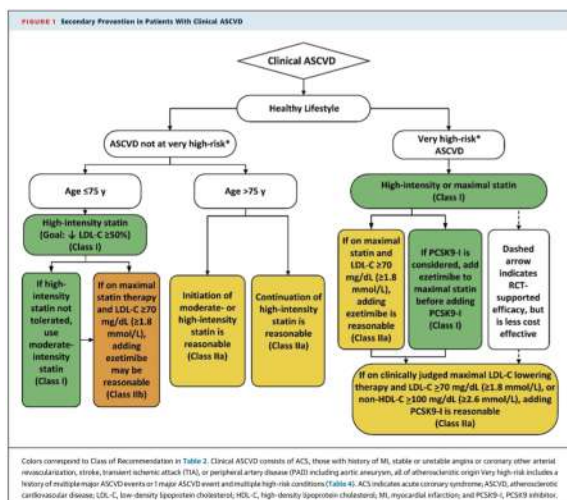 FIGURE 1 Secondary Prevention in Patients With Clinical ASCVD
Clinical ASCVD
Healthy Lifestyle
ASCVD not at very high-risk*
Very high-risk*
ASCVD
Age ≤75 y
Age >75 y
High-intensity or maximal statin
(Class I)
High-intensity statin
(Goal: ↓ LDL-C ≥50%)
(Class I)
If high-
intensity
statin not
tolerated,
use
moderate-
intensity
statin
(Class I)
If on maximal
statin therapy
and LDL-C ≥70
mg/dL (≥1.8
mmol/L),
adding
ezetimibe
may be
reasonable
(Class IIb)
Initiation of
moderate- or
high-intensity
statin is
reasonable
(Class IIa)
Continuation of
high-intensity
statin is
reasonable
(Class IIa)
If on maximal
statin and
LDL-C ≥70
mg/dL (≥1.8
mmol/L),
adding
ezetimibe is
reasonable
(Class IIa)
If PCSK9-I is
considered, add
ezetimibe to
maximal statin
before adding
PCSK9-I
(Class I)
Dashed
arrow
indicates
RCT-
supported
efficacy, but
is less cost
effective
If on clinically judged maximal LDL-C lowering
therapy and LDL-C ≥70 mg/dL (≥1.8 mmol/L), or
non-HDL-C ≥100 mg/dL (≥2.6 mmol/L), adding
PCSK9-I is reasonable
(Class IIa)
Colors correspond to Class of Recommendation in Table 2. Clinical ASCVD consists of ACS, those with history of MI, stable or unstable angina or coronary other arterial
revascularization, stroke, transient ischemic attack (TIA), or peripheral artery disease (PAD) including aortic aneurysm, all of atherosclerotic origin Very high-risk includes a
history of multiple major ASCVD events or 1 major ASCVD event and multiple high-risk conditions (Table 4). ACS indicates acute coronary syndrome; ASCVD, atherosclerotic
cardiovascular disease; LDL-C, low-density lipoprotein cholesterol; HDL-C, high-density lipoprotein cholesterol; MI, myocardial infarction; and PCSK9-I, PCSK9 inhibitor.